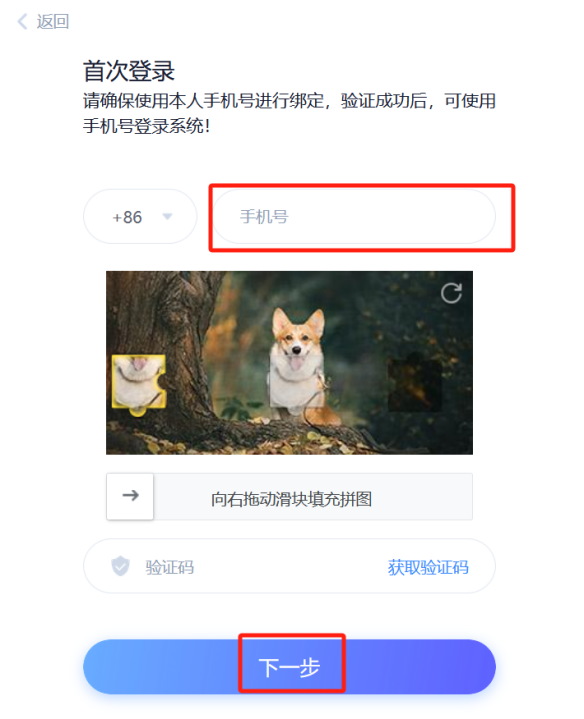 返回
首次登录
请确保使用本人手机号进行绑定，验证成功后，可使用
手机号登录系统！
+86
手机号
向右拖动滑块填充拼图
验证码
获取验证码
下一步